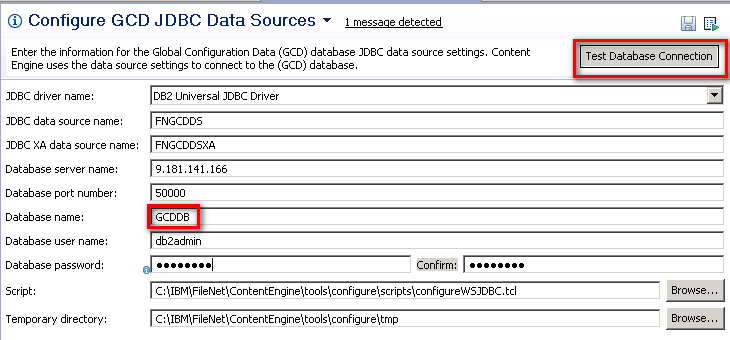 Configure GCD JDBC Data Sources 1 message detected
Enter the information for the Global Configuration Data (GCD) database JDBC data source settings. Content
Engine uses the data source settings to connect to the (GCD) database.
Test Database Connection
JDBC driver name: DB2 Universal JDBC Driver
JDBC data source name: FNGCDDS
JDBC XA data source name: FNGCDDSXA
Database server name: 9.181.141.166
Database port number: 50000
Database name: GCDDB
Database user name: db2admin
Database password: ●●●●●●●● Confirm: ●●●●●●●●
Script: C:\IBM\FileNet\ContentEngine\tools\configure\scripts\configureWSJDBC.tcl Browse...
Temporary directory: C:\IBM\FileNet\ContentEngine\tools\configure\tmp Browse...